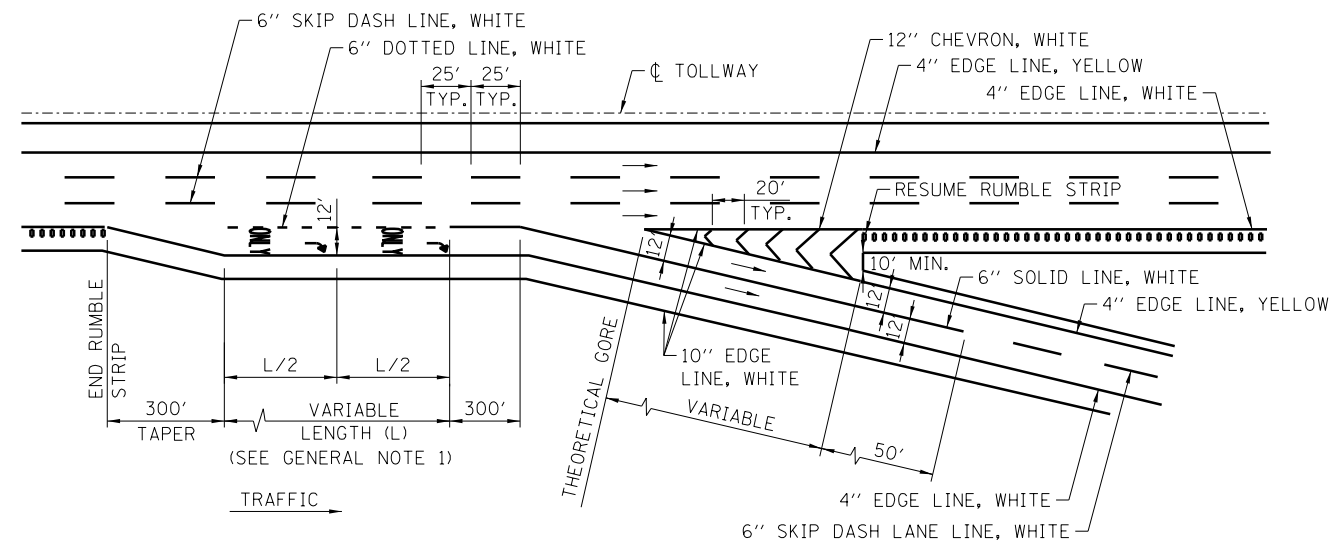 6'' SKIP DASH LINE, WHITE
6'' DOTTED LINE, WHITE
12'' CHEVRON, WHITE
4'' EDGE LINE, YELLOW
4'' EDGE LINE, WHITE
℄ TOLLWAY
25' 25'
TYP. TYP.
RESUME RUMBLE STRIP
20'
TYP.
12'
ONLY
ONLY
12'
10' MIN.
6'' SOLID LINE, WHITE
4'' EDGE LINE, YELLOW
12'
12'
10'' EDGE
LINE, WHITE
END RUMBLE
STRIP
L/2 L/2
THEORETICAL GORE
300'
TAPER
VARIABLE
LENGTH (L)
(SEE GENERAL NOTE 1)
300'
VARIABLE
50'
TRAFFIC
4'' EDGE LINE, WHITE
6'' SKIP DASH LANE LINE, WHITE